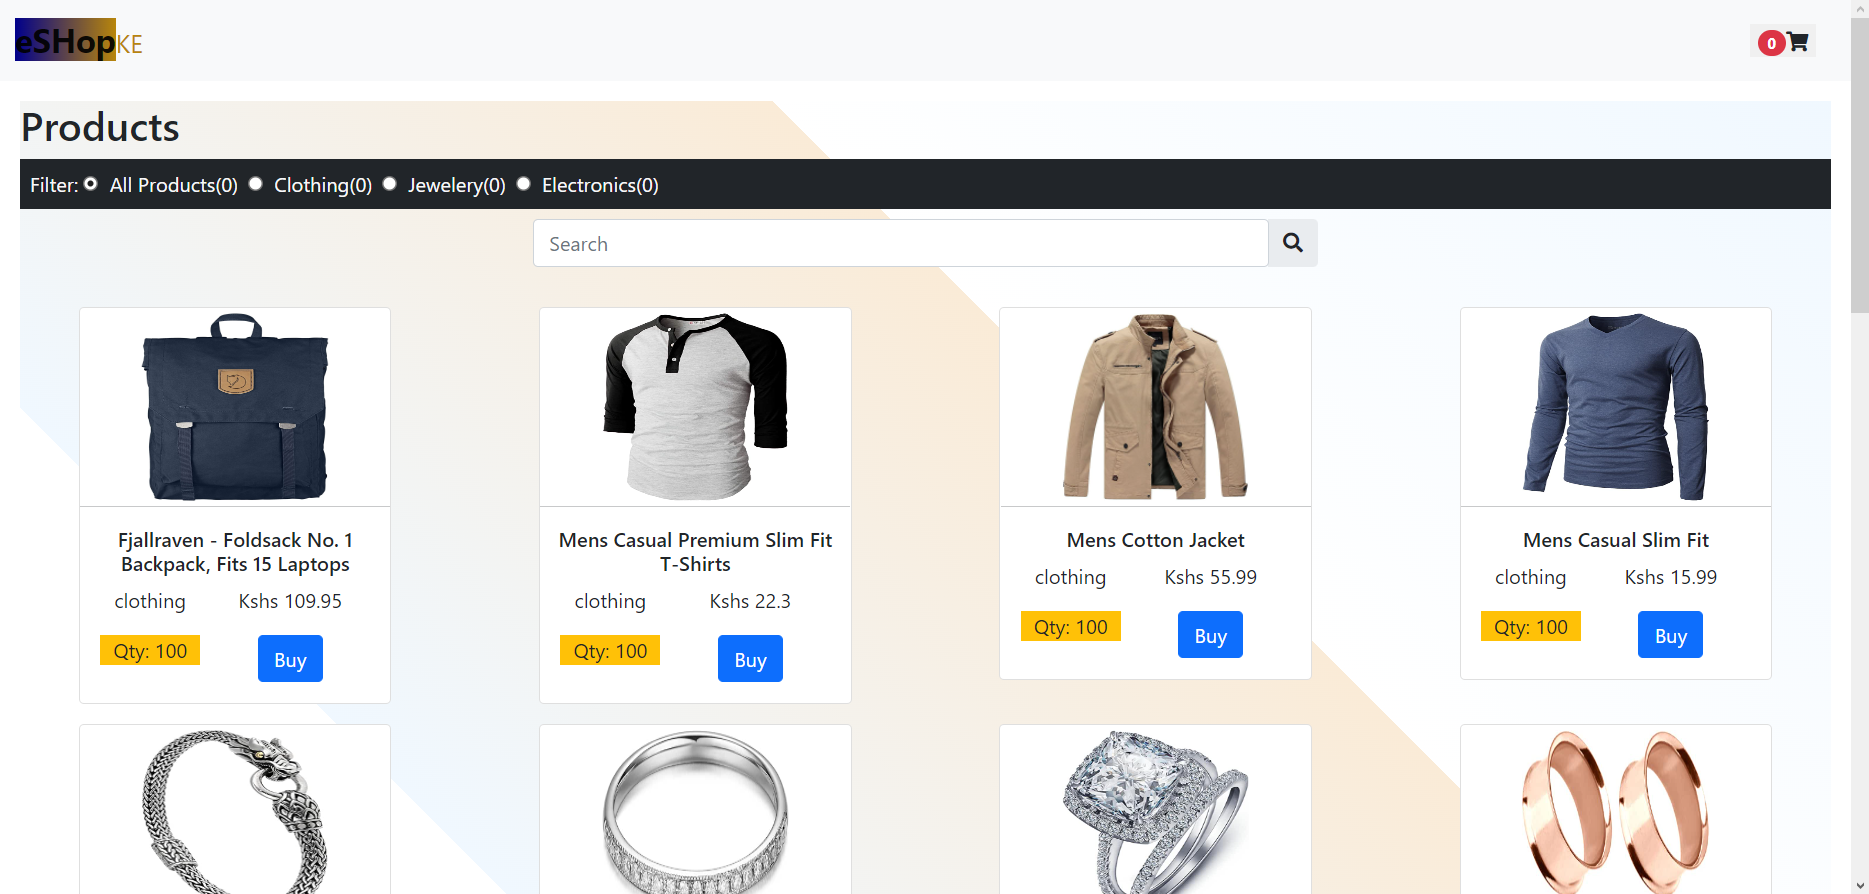 eSHopKE
0
Products
Filter: All Products(0) Clothing(0) Jewelery(0) Electronics(0)
Search
Fjallraven - Foldsack No. 1
Backpack, Fits 15 Laptops
clothing Kshs 109.95
Qty: 100 Buy
Mens Casual Premium Slim Fit
T-Shirts
clothing Kshs 22.3
Qty: 100 Buy
Mens Cotton Jacket
clothing Kshs 55.99
Qty: 100 Buy
Mens Casual Slim Fit
clothing Kshs 15.99
Qty: 100 Buy